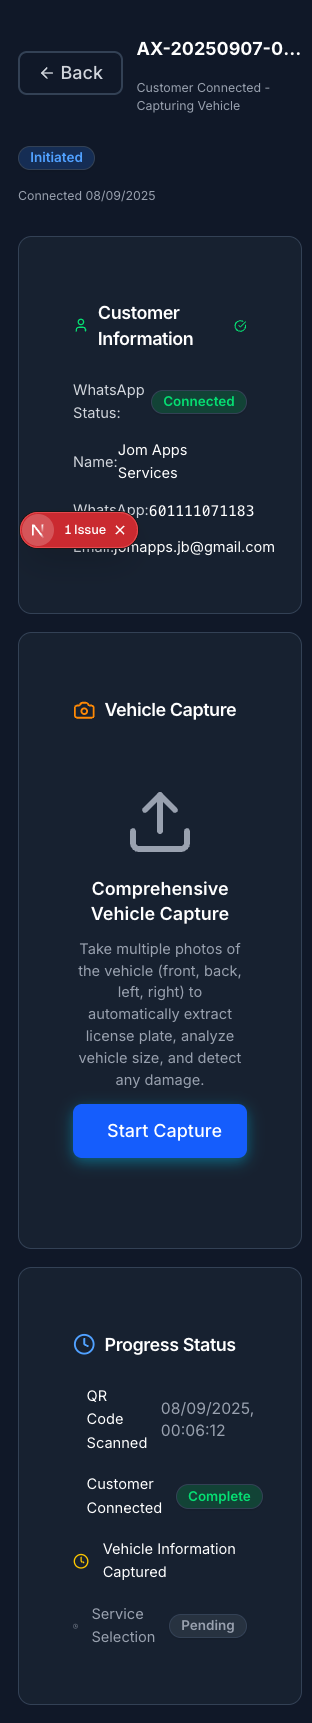 ← Back
AX-20250907-0...
Customer Connected -
Capturing Vehicle
Initiated
Connected 08/09/2025
Customer
Information
WhatsApp
Status:
Connected
Name:
Jom Apps
Services
WhatsApp:
601111071183
N 1 Issue ×
Email:
jomapps.jb@gmail.com
Vehicle Capture
Comprehensive
Vehicle Capture
Take multiple photos of
the vehicle (front, back,
left, right) to
automatically extract
license plate, analyze
vehicle size, and detect
any damage.
Start Capture
Progress Status
QR
Code
Scanned
08/09/2025,
00:06:12
Customer
Connected
Complete
Vehicle Information
Captured
Service
Selection
Pending